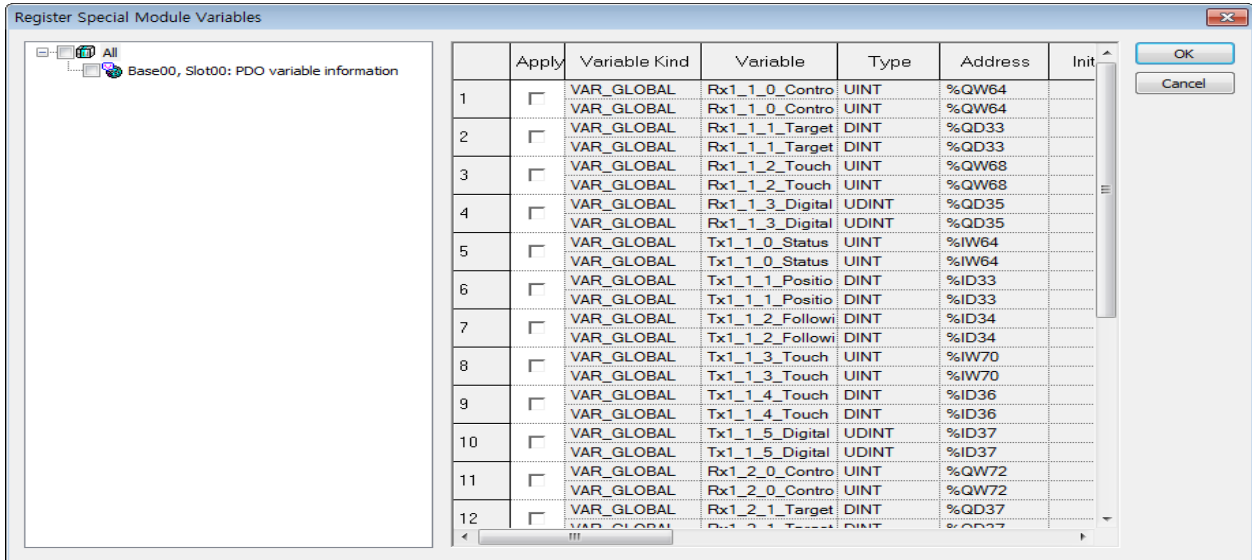 Register Special Module Variables
All
Base00, Slot00: PDO variable information
Apply Variable Kind Variable Type Address Init
1 VAR_GLOBAL Rx1_1_0_Contro UINT %QW64
VAR_GLOBAL Rx1_1_0_Contro UINT %QW64
2 VAR_GLOBAL Rx1_1_1_Target DINT %QD33
VAR_GLOBAL Rx1_1_1_Target DINT %QD33
3 VAR_GLOBAL Rx1_1_2_Touch UINT %QW68
VAR_GLOBAL Rx1_1_2_Touch UINT %QW68
4 VAR_GLOBAL Rx1_1_3_Digital UDINT %QD35
VAR_GLOBAL Rx1_1_3_Digital UDINT %QD35
5 VAR_GLOBAL Tx1_1_0_Status UINT %IW64
VAR_GLOBAL Tx1_1_0_Status UINT %IW64
6 VAR_GLOBAL Tx1_1_1_Positio DINT %ID33
VAR_GLOBAL Tx1_1_1_Positio DINT %ID33
7 VAR_GLOBAL Tx1_1_2_Followi DINT %ID34
VAR_GLOBAL Tx1_1_2_Followi DINT %ID34
8 VAR_GLOBAL Tx1_1_3_Touch UINT %IW70
VAR_GLOBAL Tx1_1_3_Touch UINT %IW70
9 VAR_GLOBAL Tx1_1_4_Touch DINT %ID36
VAR_GLOBAL Tx1_1_4_Touch DINT %ID36
10 VAR_GLOBAL Tx1_1_5_Digital UDINT %ID37
VAR_GLOBAL Tx1_1_5_Digital UDINT %ID37
11 VAR_GLOBAL Rx1_2_0_Contro UINT %QW72
VAR_GLOBAL Rx1_2_0_Contro UINT %QW72
12 VAR_GLOBAL Rx1_2_1_Target DINT %QD37
VAR_GLOBAL Rx1_2_1_Target DINT %QD37
OK
Cancel